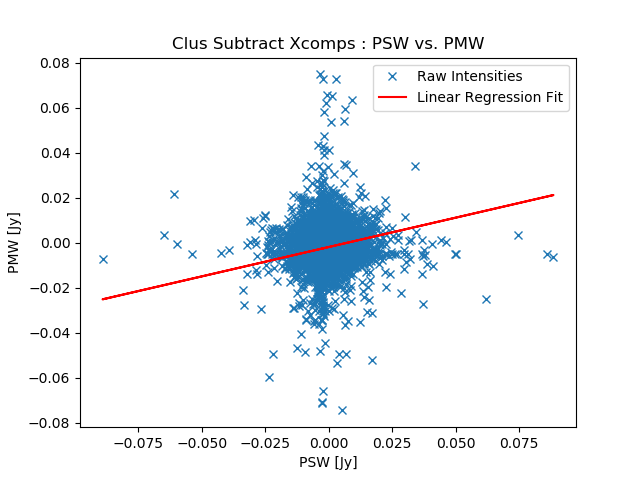 Clus Subtract Xcomps : PSW vs. PMW
Raw Intensities
Linear Regression Fit
PMW [Jy]
0.08
0.06
0.04
0.02
0.00
−0.02
−0.04
−0.06
−0.08
−0.075 −0.050 −0.025 0.000 0.025 0.050 0.075
PSW [Jy]